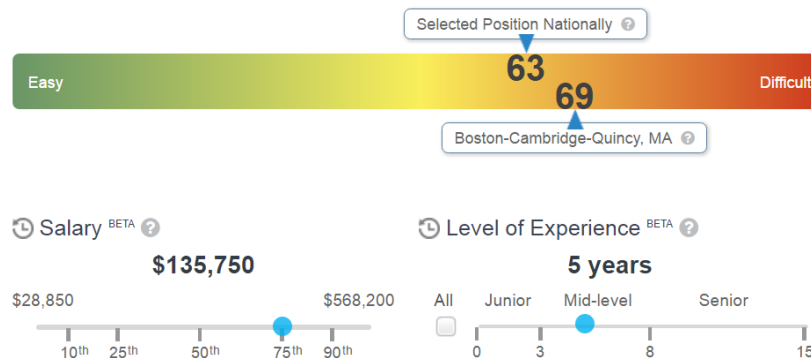 Selected Position Nationally ?
63
Easy
Difficult
69
Boston-Cambridge-Quincy, MA ?
Salary BETA ?
$135,750
$28,850 $568,200
10th 25th 50th 75th 90th
Level of Experience BETA ?
5 years
All Junior Mid-level Senior
0 3 8 15